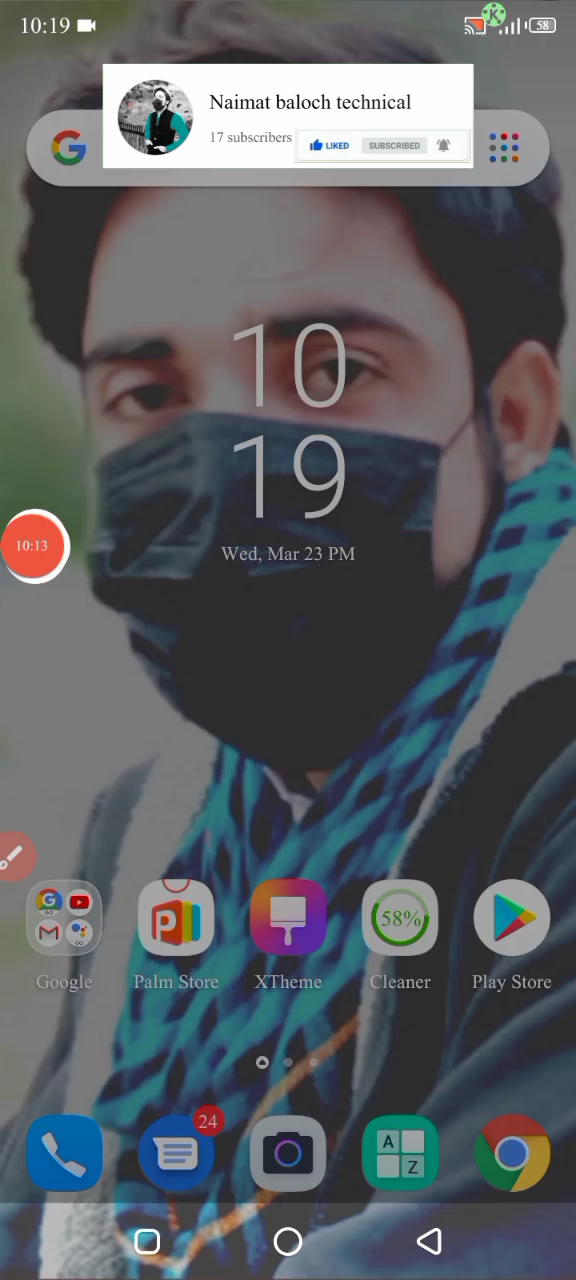 10:19
K
58
Naimat baloch technical
17 subscribers
LIKED
SUBSCRIBED
10
19
Wed, Mar 23 PM
10:13
58%
Google
Palm Store
XTheme
Cleaner
Play Store
24
A
Z